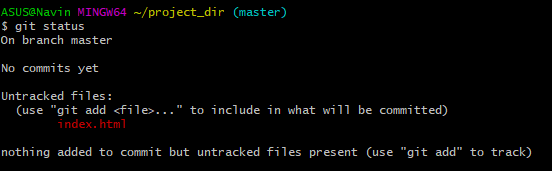 ASUS@Navin MINGW64 ~/project_dir (master)
$ git status
On branch master
No commits yet
Untracked files:
(use "git add <file>..." to include in what will be committed)
index.html
nothing added to commit but untracked files present (use "git add" to track)